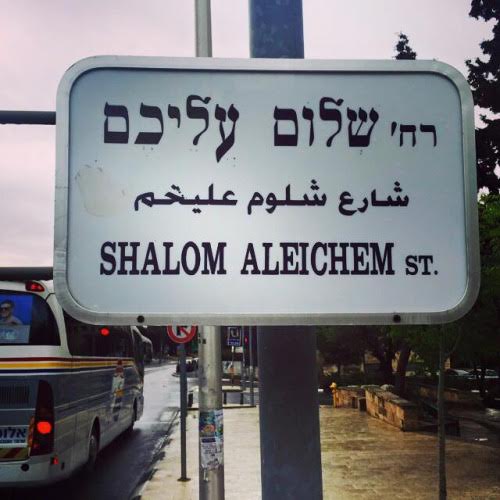 רח' שלום עליכם
شارع شلوم عليخم
SHALOM ALEICHEM ST.